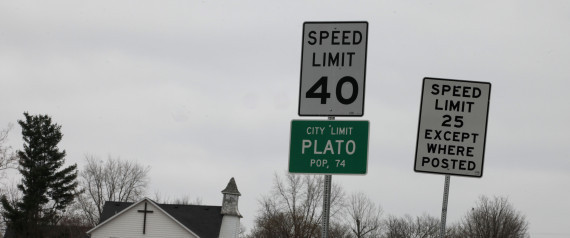 SPEED
LIMIT
40
CITY LIMIT
PLATO
POP. 74
SPEED
LIMIT
25
EXCEPT
WHERE
POSTED